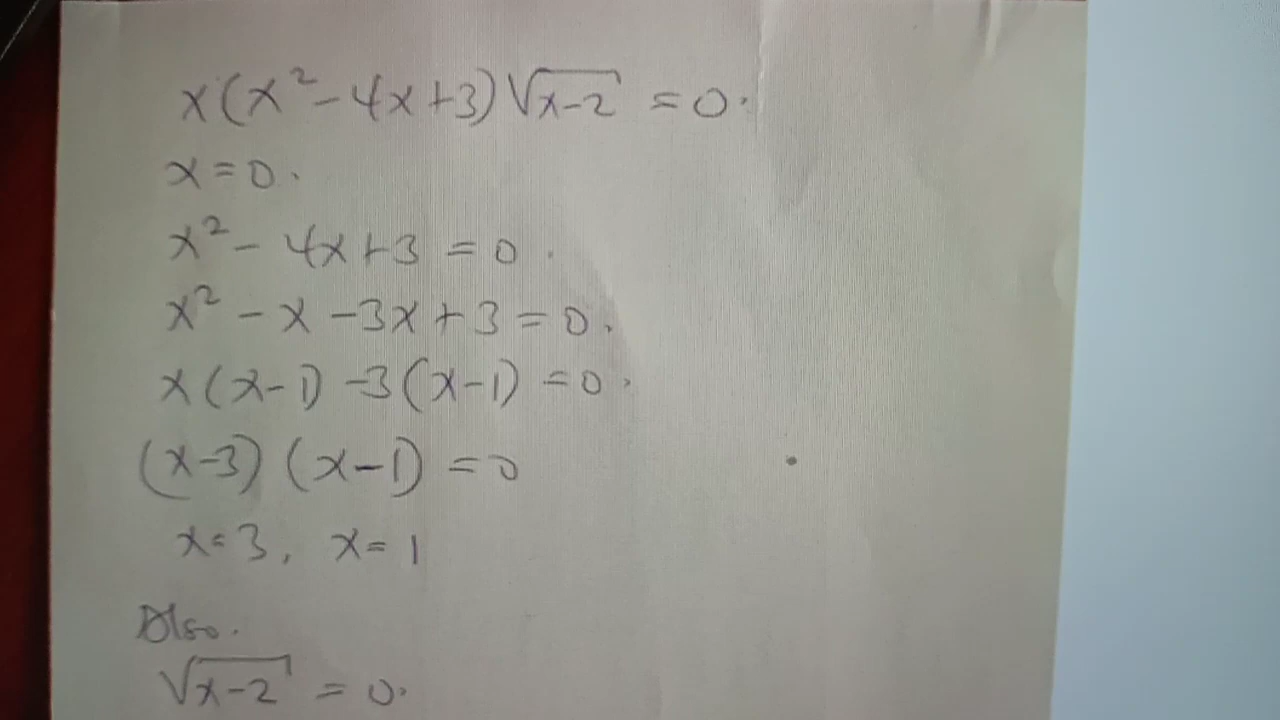 x(x²-4x+3)√(x-2) = 0.
x = 0.
x² - 4x + 3 = 0.
x² - x - 3x + 3 = 0.
x(x-1) -3(x-1) = 0.
(x-3) (x-1) = 0
x = 3, x = 1
Also.
√(x-2) = 0.